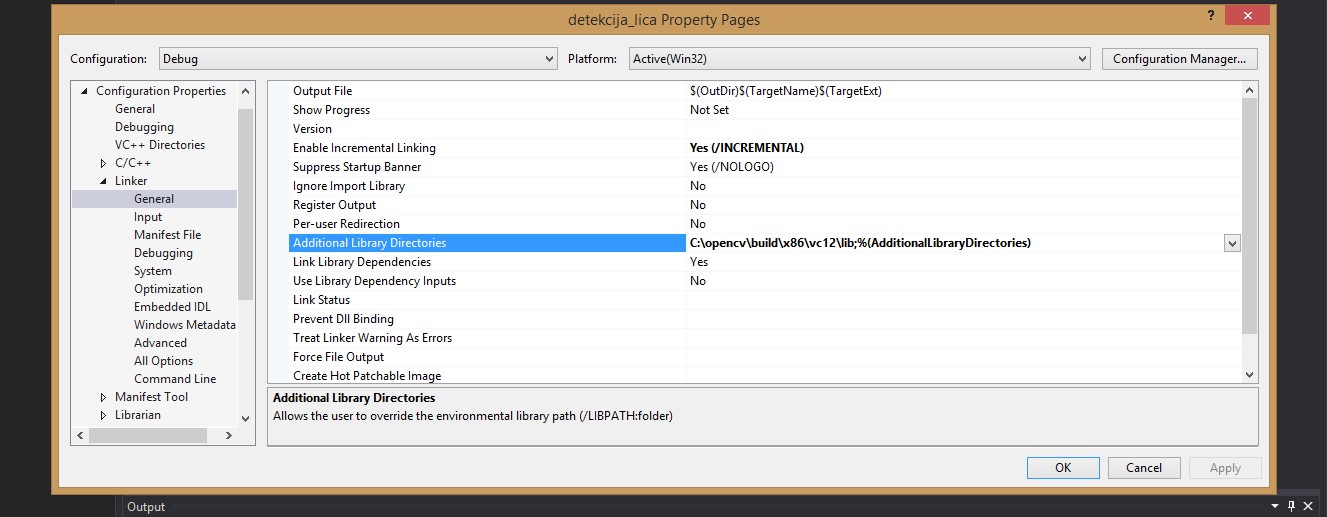 detekcija_lica Property Pages
? x
Configuration: Debug Platform: Active(Win32) Configuration Manager...
Configuration Properties
General
Debugging
VC++ Directories
C/C++
Linker
General
Input
Manifest File
Debugging
System
Optimization
Embedded IDL
Windows Metadata
Advanced
All Options
Command Line
Manifest Tool
Librarian
Output File $(OutDir)$(TargetName)$(TargetExt)
Show Progress Not Set
Version
Enable Incremental Linking Yes (/INCREMENTAL)
Suppress Startup Banner Yes (/NOLOGO)
Ignore Import Library No
Register Output No
Per-user Redirection No
Additional Library Directories C:\opencv\build\x86\vc12\lib;%(AdditionalLibraryDirectories)
Link Library Dependencies Yes
Use Library Dependency Inputs No
Link Status
Prevent Dll Binding
Treat Linker Warning As Errors
Force File Output
Create Hot Patchable Image
Additional Library Directories
Allows the user to override the environmental library path (/LIBPATH:folder)
OK Cancel Apply
Output